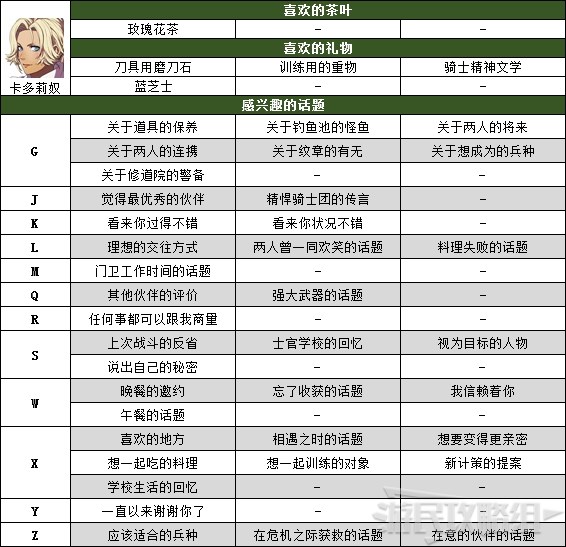 喜欢的茶叶
玫瑰花茶 – –
喜欢的礼物
刀具用磨刀石 训练用的重物 骑士精神文学
卡多莉奴 蓝芝士 – –
感兴趣的话题
G 关于道具的保养 关于钓鱼池的怪鱼 关于两人的将来
关于两人的连携 关于纹章的有无 关于想成为的兵种
关于修道院的警备 – –
J 觉得最优秀的伙伴 精悍骑士团的传言 –
K 看来你过得不错 看来你状况不错 –
L 理想的交往方式 两人曾一同欢笑的话题 料理失败的话题
M 门卫工作时间的话题 – –
Q 其他伙伴的评价 强大武器的话题 –
R 任何事都可以跟我商量 – –
S 上次战斗的反省 士官学校的回忆 视为目标的人物
说出自己的秘密 – –
W 晚餐的邀约 忘了收获的话题 我信赖着你
午餐的话题 – –
X 喜欢的地方 相遇之时的话题 想要变得更亲密
想一起吃的料理 想一起训练的对象 新计策的提案
学校生活的回忆 – –
Y 一直以来谢谢你了 – –
Z 应该适合的兵种 在危机之际获救的话题 在意的伙伴的话题
游民攻略组